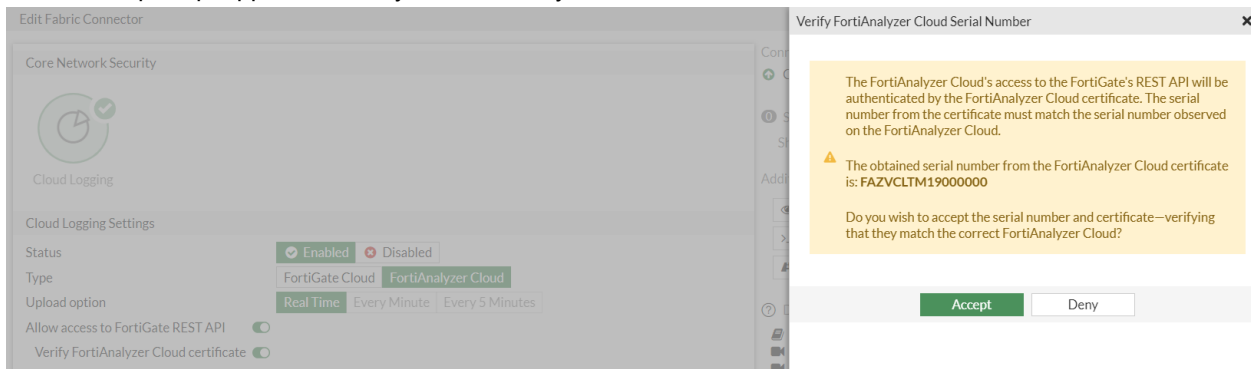 Edit Fabric Connector
Core Network Security
Cloud Logging
Cloud Logging Settings
Status Enabled Disabled
Type FortiGate Cloud FortiAnalyzer Cloud
Upload option Real Time Every Minute Every 5 Minutes
Allow access to FortiGate REST API
Verify FortiAnalyzer Cloud certificate
Verify FortiAnalyzer Cloud Serial Number
The FortiAnalyzer Cloud's access to the FortiGate's REST API will be
authenticated by the FortiAnalyzer Cloud certificate. The serial
number from the certificate must match the serial number observed
on the FortiAnalyzer Cloud.
The obtained serial number from the FortiAnalyzer Cloud certificate
is: FAZVCLTM19000000
Do you wish to accept the serial number and certificate—verifying
that they match the correct FortiAnalyzer Cloud?
Accept Deny